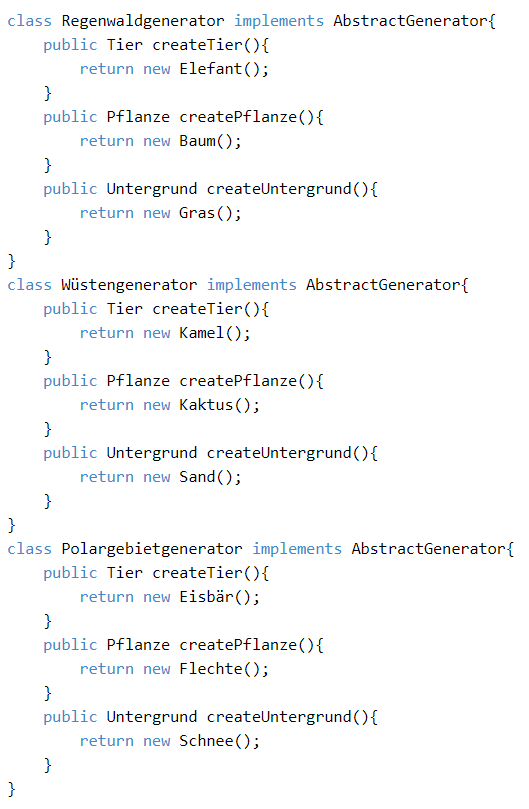 class Regenwaldgenerator implements AbstractGenerator{
    public Tier createTier(){
        return new Elefant();
    }
    public Pflanze createPflanze(){
        return new Baum();
    }
    public Untergrund createUntergrund(){
        return new Gras();
    }
}
class Wüstengenerator implements AbstractGenerator{
    public Tier createTier(){
        return new Kamel();
    }
    public Pflanze createPflanze(){
        return new Kaktus();
    }
    public Untergrund createUntergrund(){
        return new Sand();
    }
}
class Polargebietgenerator implements AbstractGenerator{
    public Tier createTier(){
        return new Eisbär();
    }
    public Pflanze createPflanze(){
        return new Flechte();
    }
    public Untergrund createUntergrund(){
        return new Schnee();
    }
}